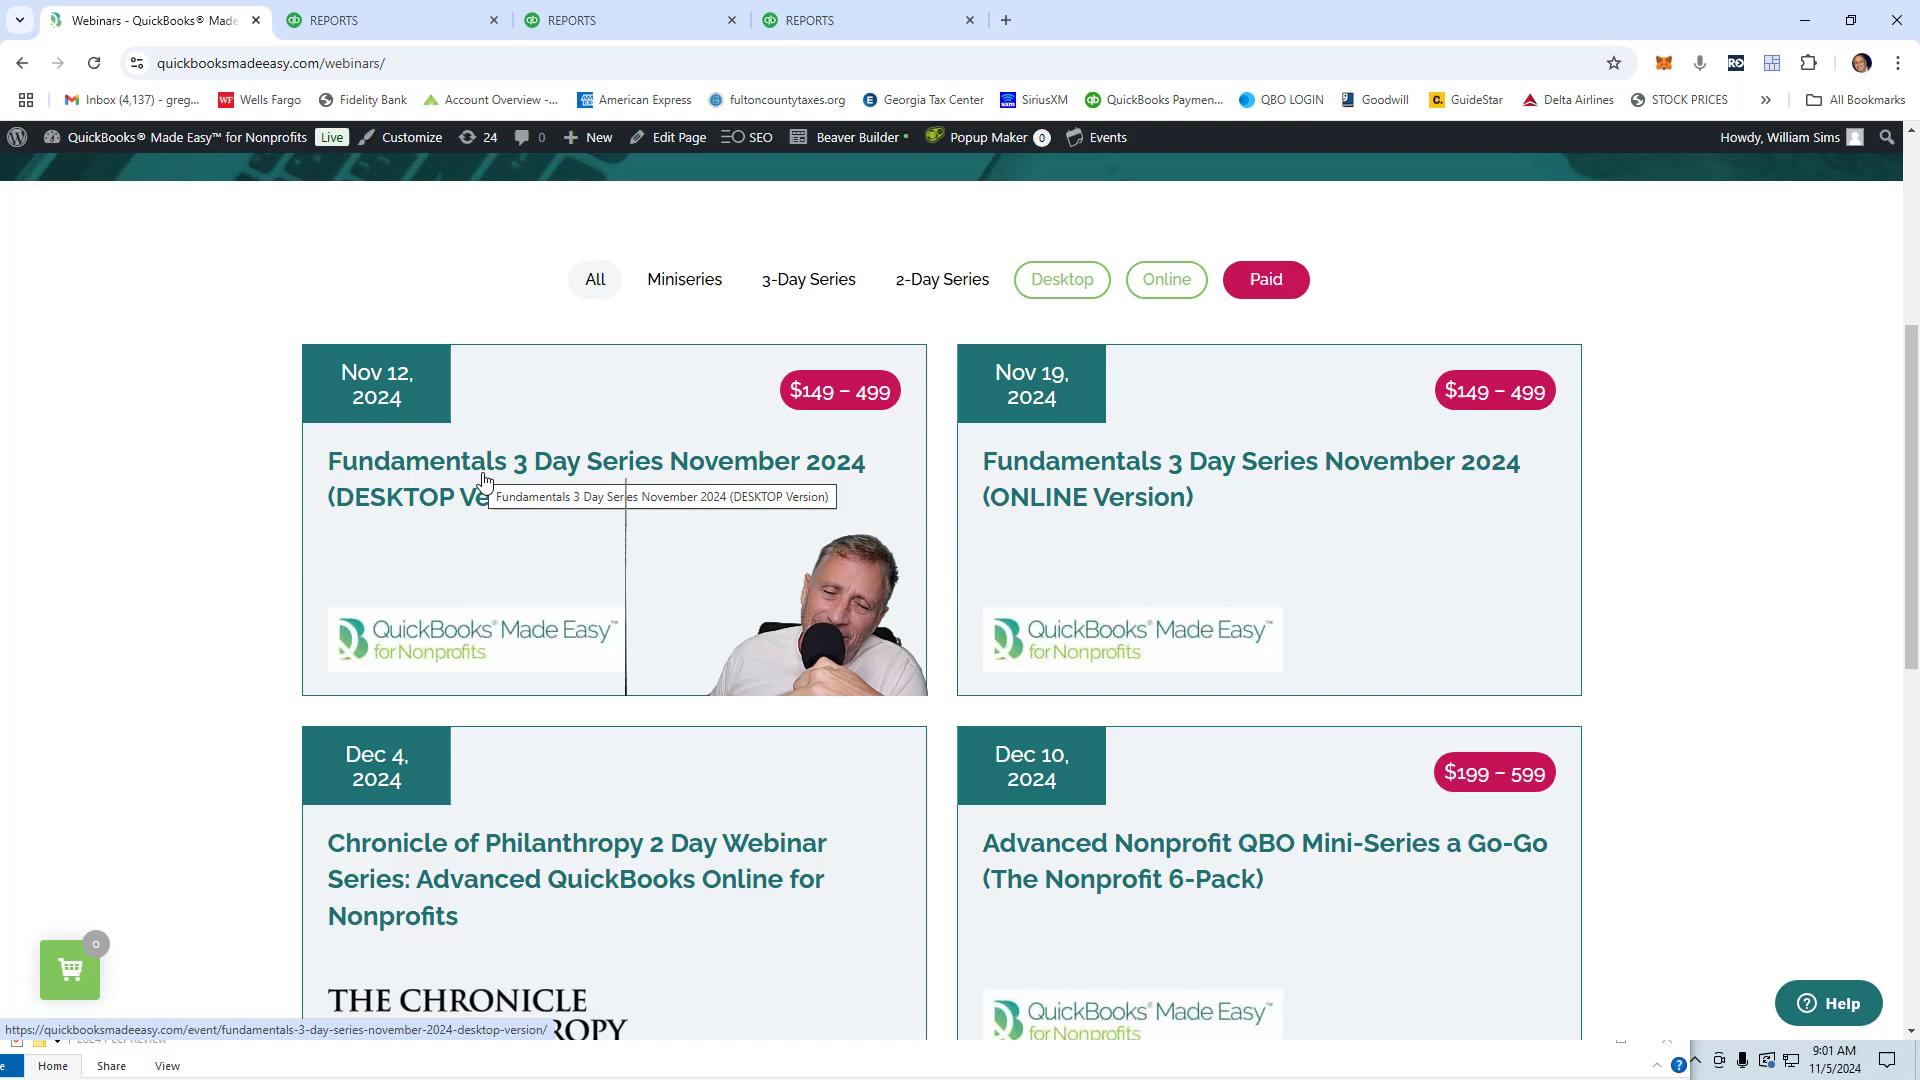 Webinars - QuickBooks® Made
REPORTS
REPORTS
REPORTS
quickbooksmadeeasy.com/webinars/
Inbox (4,137) - greg...
Wells Fargo
Fidelity Bank
Account Overview -...
American Express
fultoncountytaxes.org
Georgia Tax Center
SiriusXM
QuickBooks Paymen...
QBO LOGIN
Goodwill
GuideStar
Delta Airlines
STOCK PRICES
All Bookmarks
QuickBooks® Made Easy™ for Nonprofits
Live
Customize
24
0
New
Edit Page
SEO
Beaver Builder
Popup Maker
0
Events
Howdy, William Sims
All
Miniseries
3-Day Series
2-Day Series
Desktop
Online
Paid
Nov 12,
2024
$149 – 499
Fundamentals 3 Day Series November 2024
(DESKTOP Ve
Fundamentals 3 Day Series November 2024 (DESKTOP Version)
QuickBooks® Made Easy™
for Nonprofits
Nov 19,
2024
$149 – 499
Fundamentals 3 Day Series November 2024
(ONLINE Version)
QuickBooks® Made Easy™
for Nonprofits
Dec 4,
2024
Chronicle of Philanthropy 2 Day Webinar
Series: Advanced QuickBooks Online for
Nonprofits
THE CHRONICLE
Dec 10,
2024
$199 – 599
Advanced Nonprofit QBO Mini-Series a Go-Go
(The Nonprofit 6-Pack)
QuickBooks® Made Easy™
for Nonprofits
0
Help
https://quickbooksmadeeasy.com/event/fundamentals-3-day-series-november-2024-desktop-version/
Home
Share
View
9:01 AM
11/5/2024